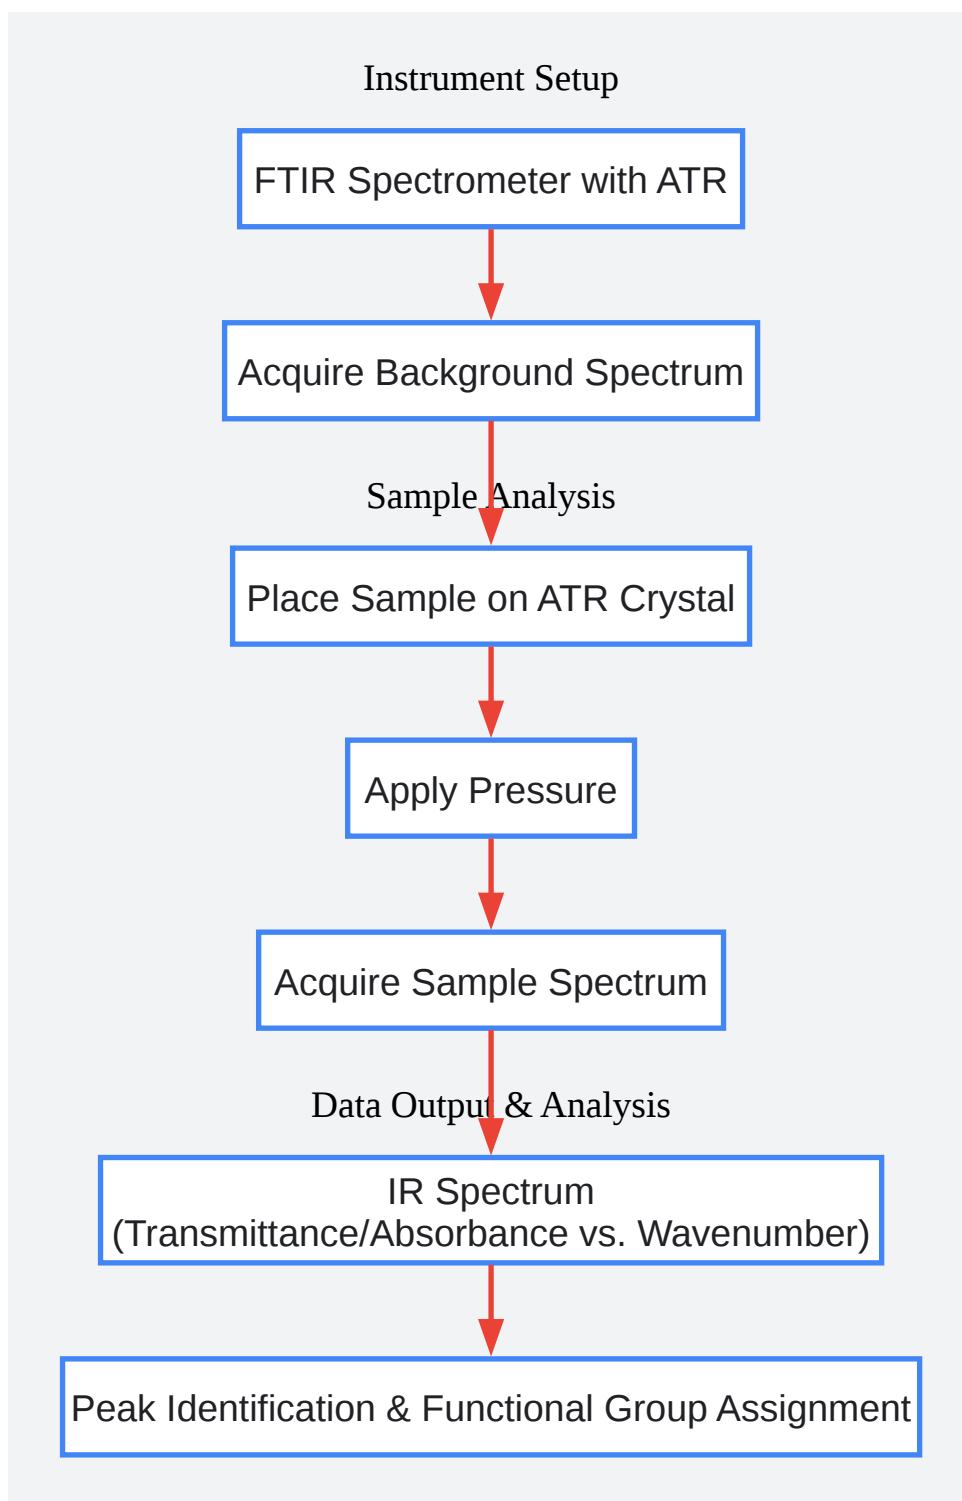 Instrument Setup
FTIR Spectrometer with ATR
Acquire Background Spectrum
Sample Analysis
Place Sample on ATR Crystal
Apply Pressure
Acquire Sample Spectrum
Data Output & Analysis
IR Spectrum
(Transmittance/Absorbance vs. Wavenumber)
Peak Identification & Functional Group Assignment